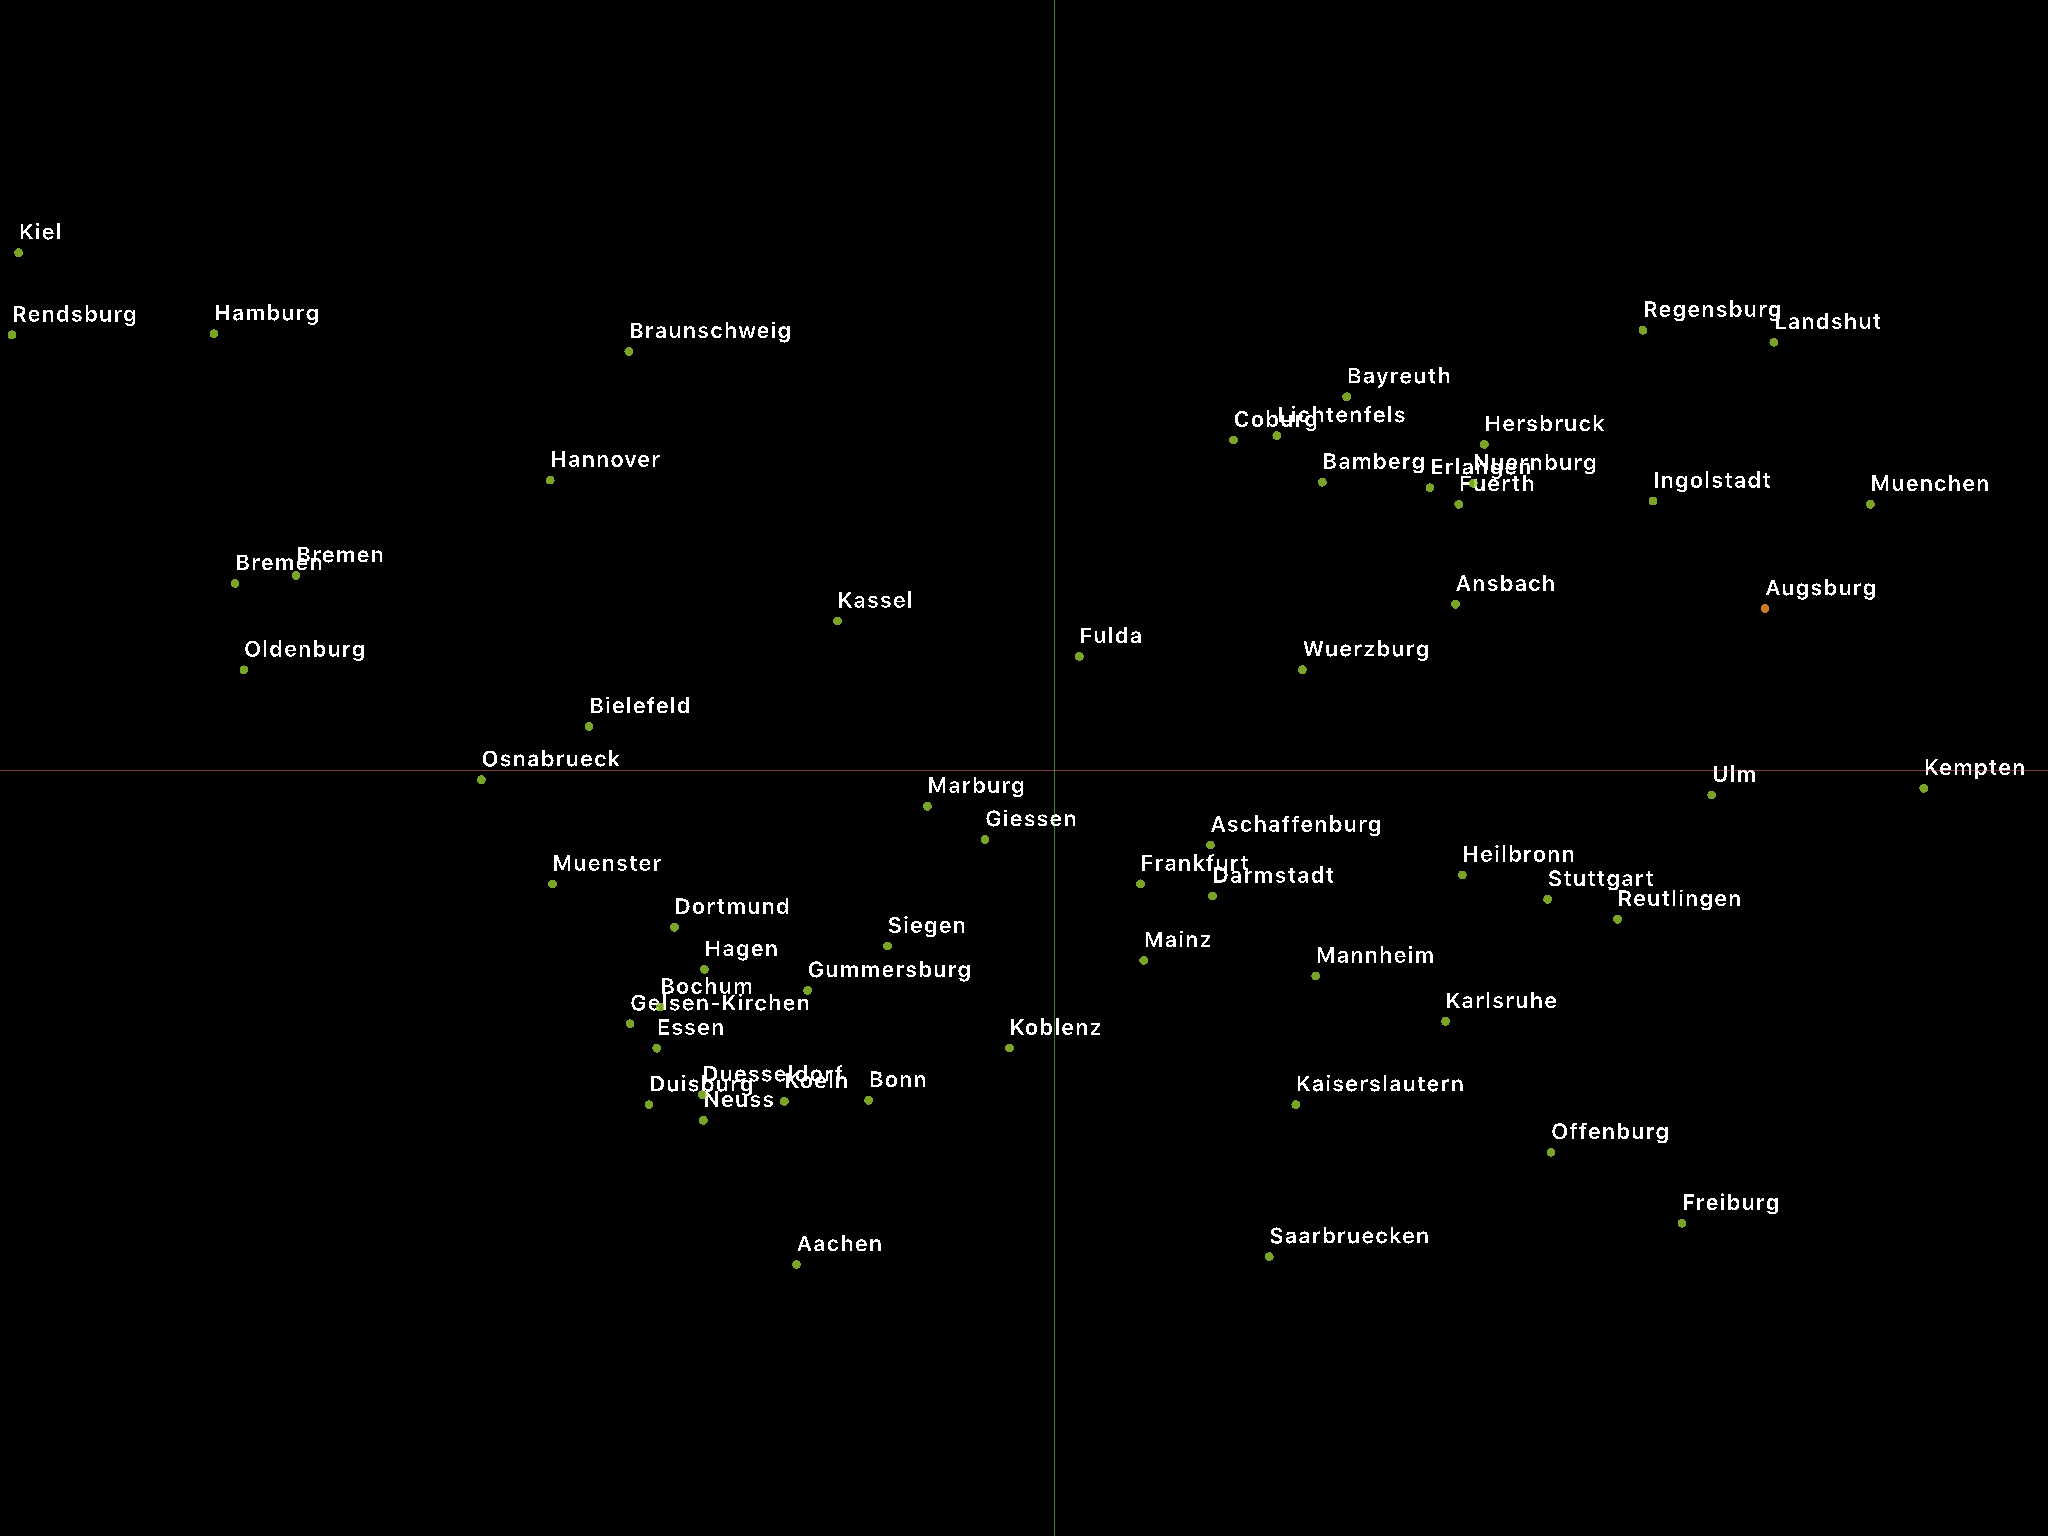 Kiel
Rendsburg
Hamburg
Braunschweig
Regensburg
Landshut
Bayreuth
Coburg
Lichtenfels
Hersbruck
Hannover
Bamberg
Erlangen
Nuernburg
Fuerth
Ingolstadt
Muenchen
Bremen
Bremen
Kassel
Ansbach
Augsburg
Fulda
Oldenburg
Wuerzburg
Bielefeld
Osnabrueck
Marburg
Ulm
Kempten
Giessen
Aschaffenburg
Muenster
Frankfurt
Darmstadt
Heilbronn
Stuttgart
Reutlingen
Dortmund
Siegen
Hagen
Mainz
Gummersburg
Mannheim
Bochum
Gelsen-Kirchen
Karlsruhe
Essen
Koblenz
Duesseldorf
Duisburg
Koeln
Bonn
Neuss
Kaiserslautern
Offenburg
Freiburg
Aachen
Saarbruecken